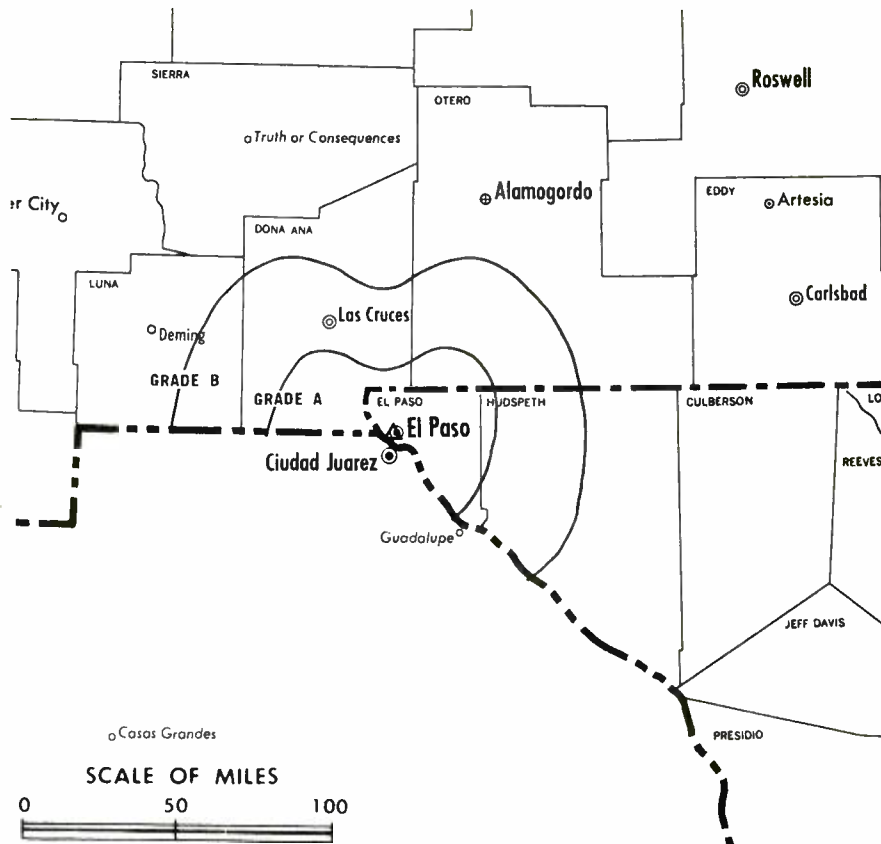 SIERRA
Roswell
OTERO
Truth or Consequences
Alamogordo
EDDY
Artesia
er City
DONA ANA
LUNA
Carlsbad
Las Cruces
Deming
GRADE B
GRADE A
EL PASO
HUDSPETH
CULBERSON
LO
El Paso
Ciudad Juarez
REEVES
Guadalupe
JEFF DAVIS
Casas Grandes
PRESIDIO
SCALE OF MILES
0 50 100